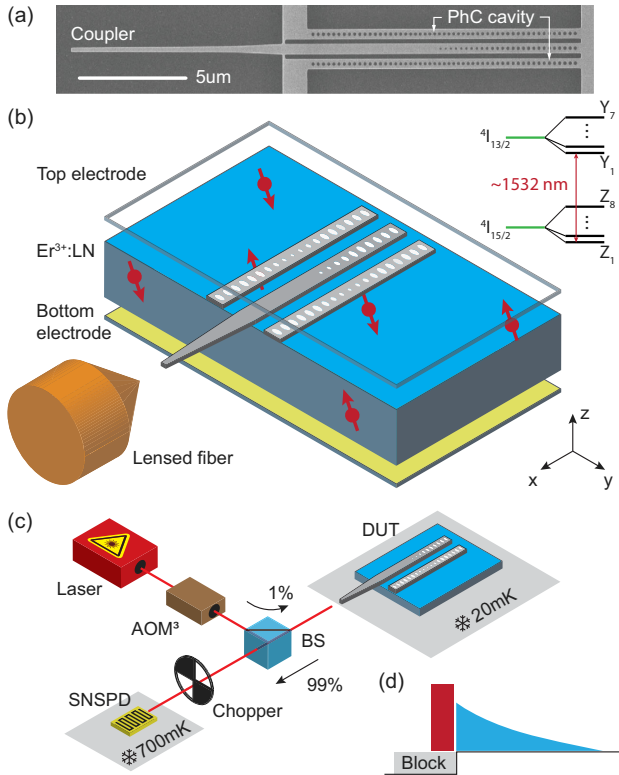 (a)
PhC cavity
Coupler
5um
(b)
Y7
4I13/2
Y1
Top electrode
~1532 nm
Z8
4I15/2
Z1
Er3+:LN
Bottom
electrode
Lensed fiber
z
x
y
(c)
DUT
Laser
1%
AOM³
BS
20mK
99%
SNSPD
Chopper
700mK
(d)
Block